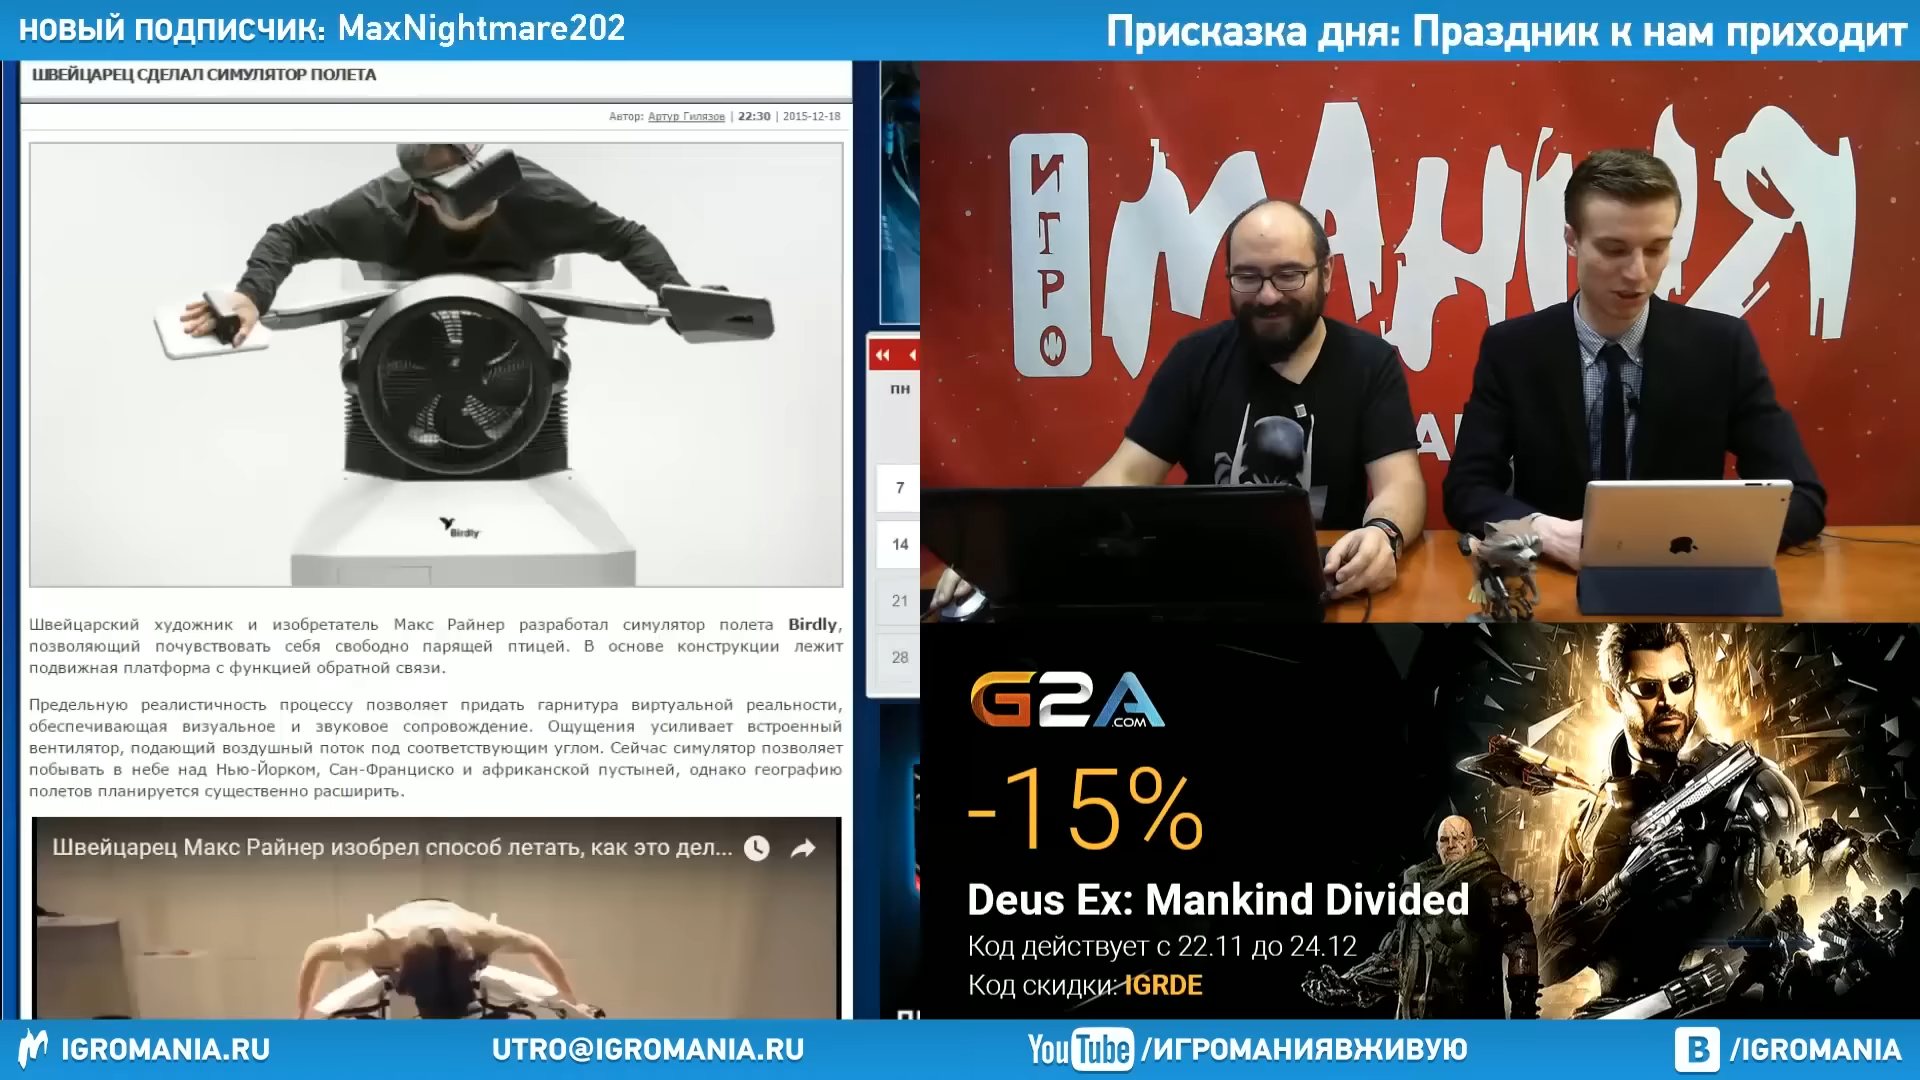 новый подписчик: MaxNightmare202
Присказка дня: Праздник к нам приходит
ШВЕЙЦАРЕЦ СДЕЛАЛ СИМУЛЯТОР ПОЛЕТА
Автор: Артур Гилязов | 22:30 | 2015-12-18
Birdly
Швейцарский художник и изобретатель Макс Райнер разработал симулятор полета Birdly,
позволяющий почувствовать себя свободно парящей птицей. В основе конструкции лежит
подвижная платформа с функцией обратной связи.
Предельную реалистичность процессу позволяет придать гарнитура виртуальной реальности,
обеспечивающая визуальное и звуковое сопровождение. Ощущения усиливает встроенный
вентилятор, подающий воздушный поток под соответствующим углом. Сейчас симулятор позволяет
побывать в небе над Нью-Йорком, Сан-Франциско и африканской пустыней, однако географию
полетов планируется существенно расширить.
Швейцарец Макс Райнер изобрел способ летать, как это дел...
пн
7
14
21
28
ИГРО
МАНИЯ
G2A
.COM
-15%
Deus Ex: Mankind Divided
Код действует с 22.11 до 24.12
Код скидки: IGRDE
IGROMANIA.RU
UTRO@IGROMANIA.RU
YouTube /ИГРОМАНИЯВЖИВУЮ
В /IGROMANIA